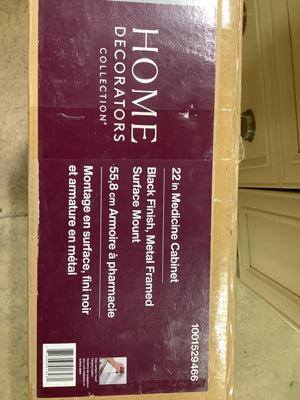 HOME
DECORATORS
COLLECTION®
22 in Medicine Cabinet
Black Finish, Metal Framed
Surface Mount
55,8 cm Armoire à pharmacie
Montage en surface, fini noir
et armature en métal
1001529466